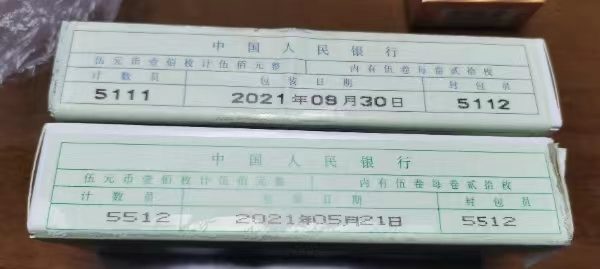 中国人民银行
伍元币壹佰枚计伍佰元整 内有伍卷每卷贰拾枚
计数员 包装日期 封包员
5111 2021年09月30日 5112
中国人民银行
伍元币壹佰枚计伍佰元整 内有伍卷每卷贰拾枚
计数员 包装日期 封包员
5512 2021年05月21日 5512